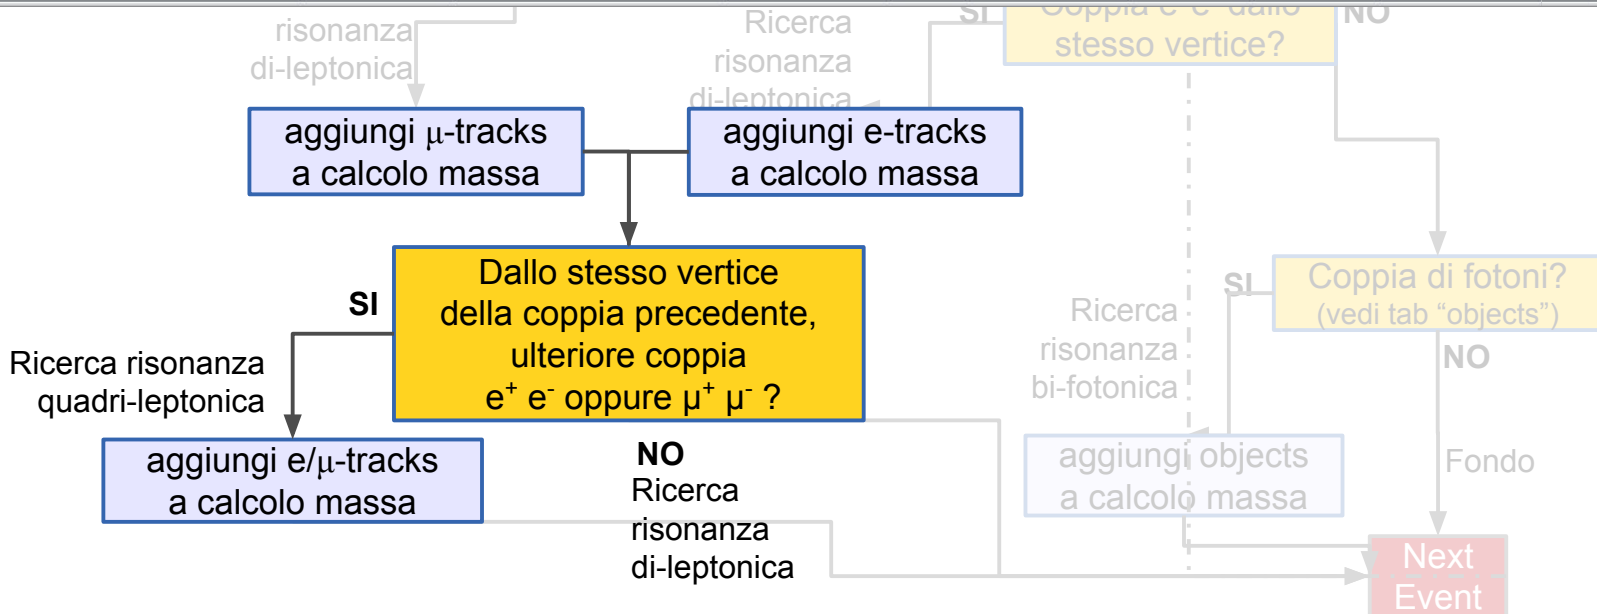 risonanza
di-leptonica
Ricerca
risonanza
di-leptonica
SI
Coppia e⁺e⁻ dallo
stesso vertice?
NO
aggiungi μ-tracks
a calcolo massa
aggiungi e-tracks
a calcolo massa
Dallo stesso vertice
della coppia precedente,
ulteriore coppia
e⁺ e⁻ oppure μ⁺ μ⁻ ?
SI
Ricerca risonanza
quadri-leptonica
aggiungi e/μ-tracks
a calcolo massa
NO
Ricerca
risonanza
di-leptonica
Coppia di fotoni?
(vedi tab “objects”)
SI
Ricerca
risonanza
bi-fotonica
NO
aggiungi objects
a calcolo massa
Fondo
Next
Event